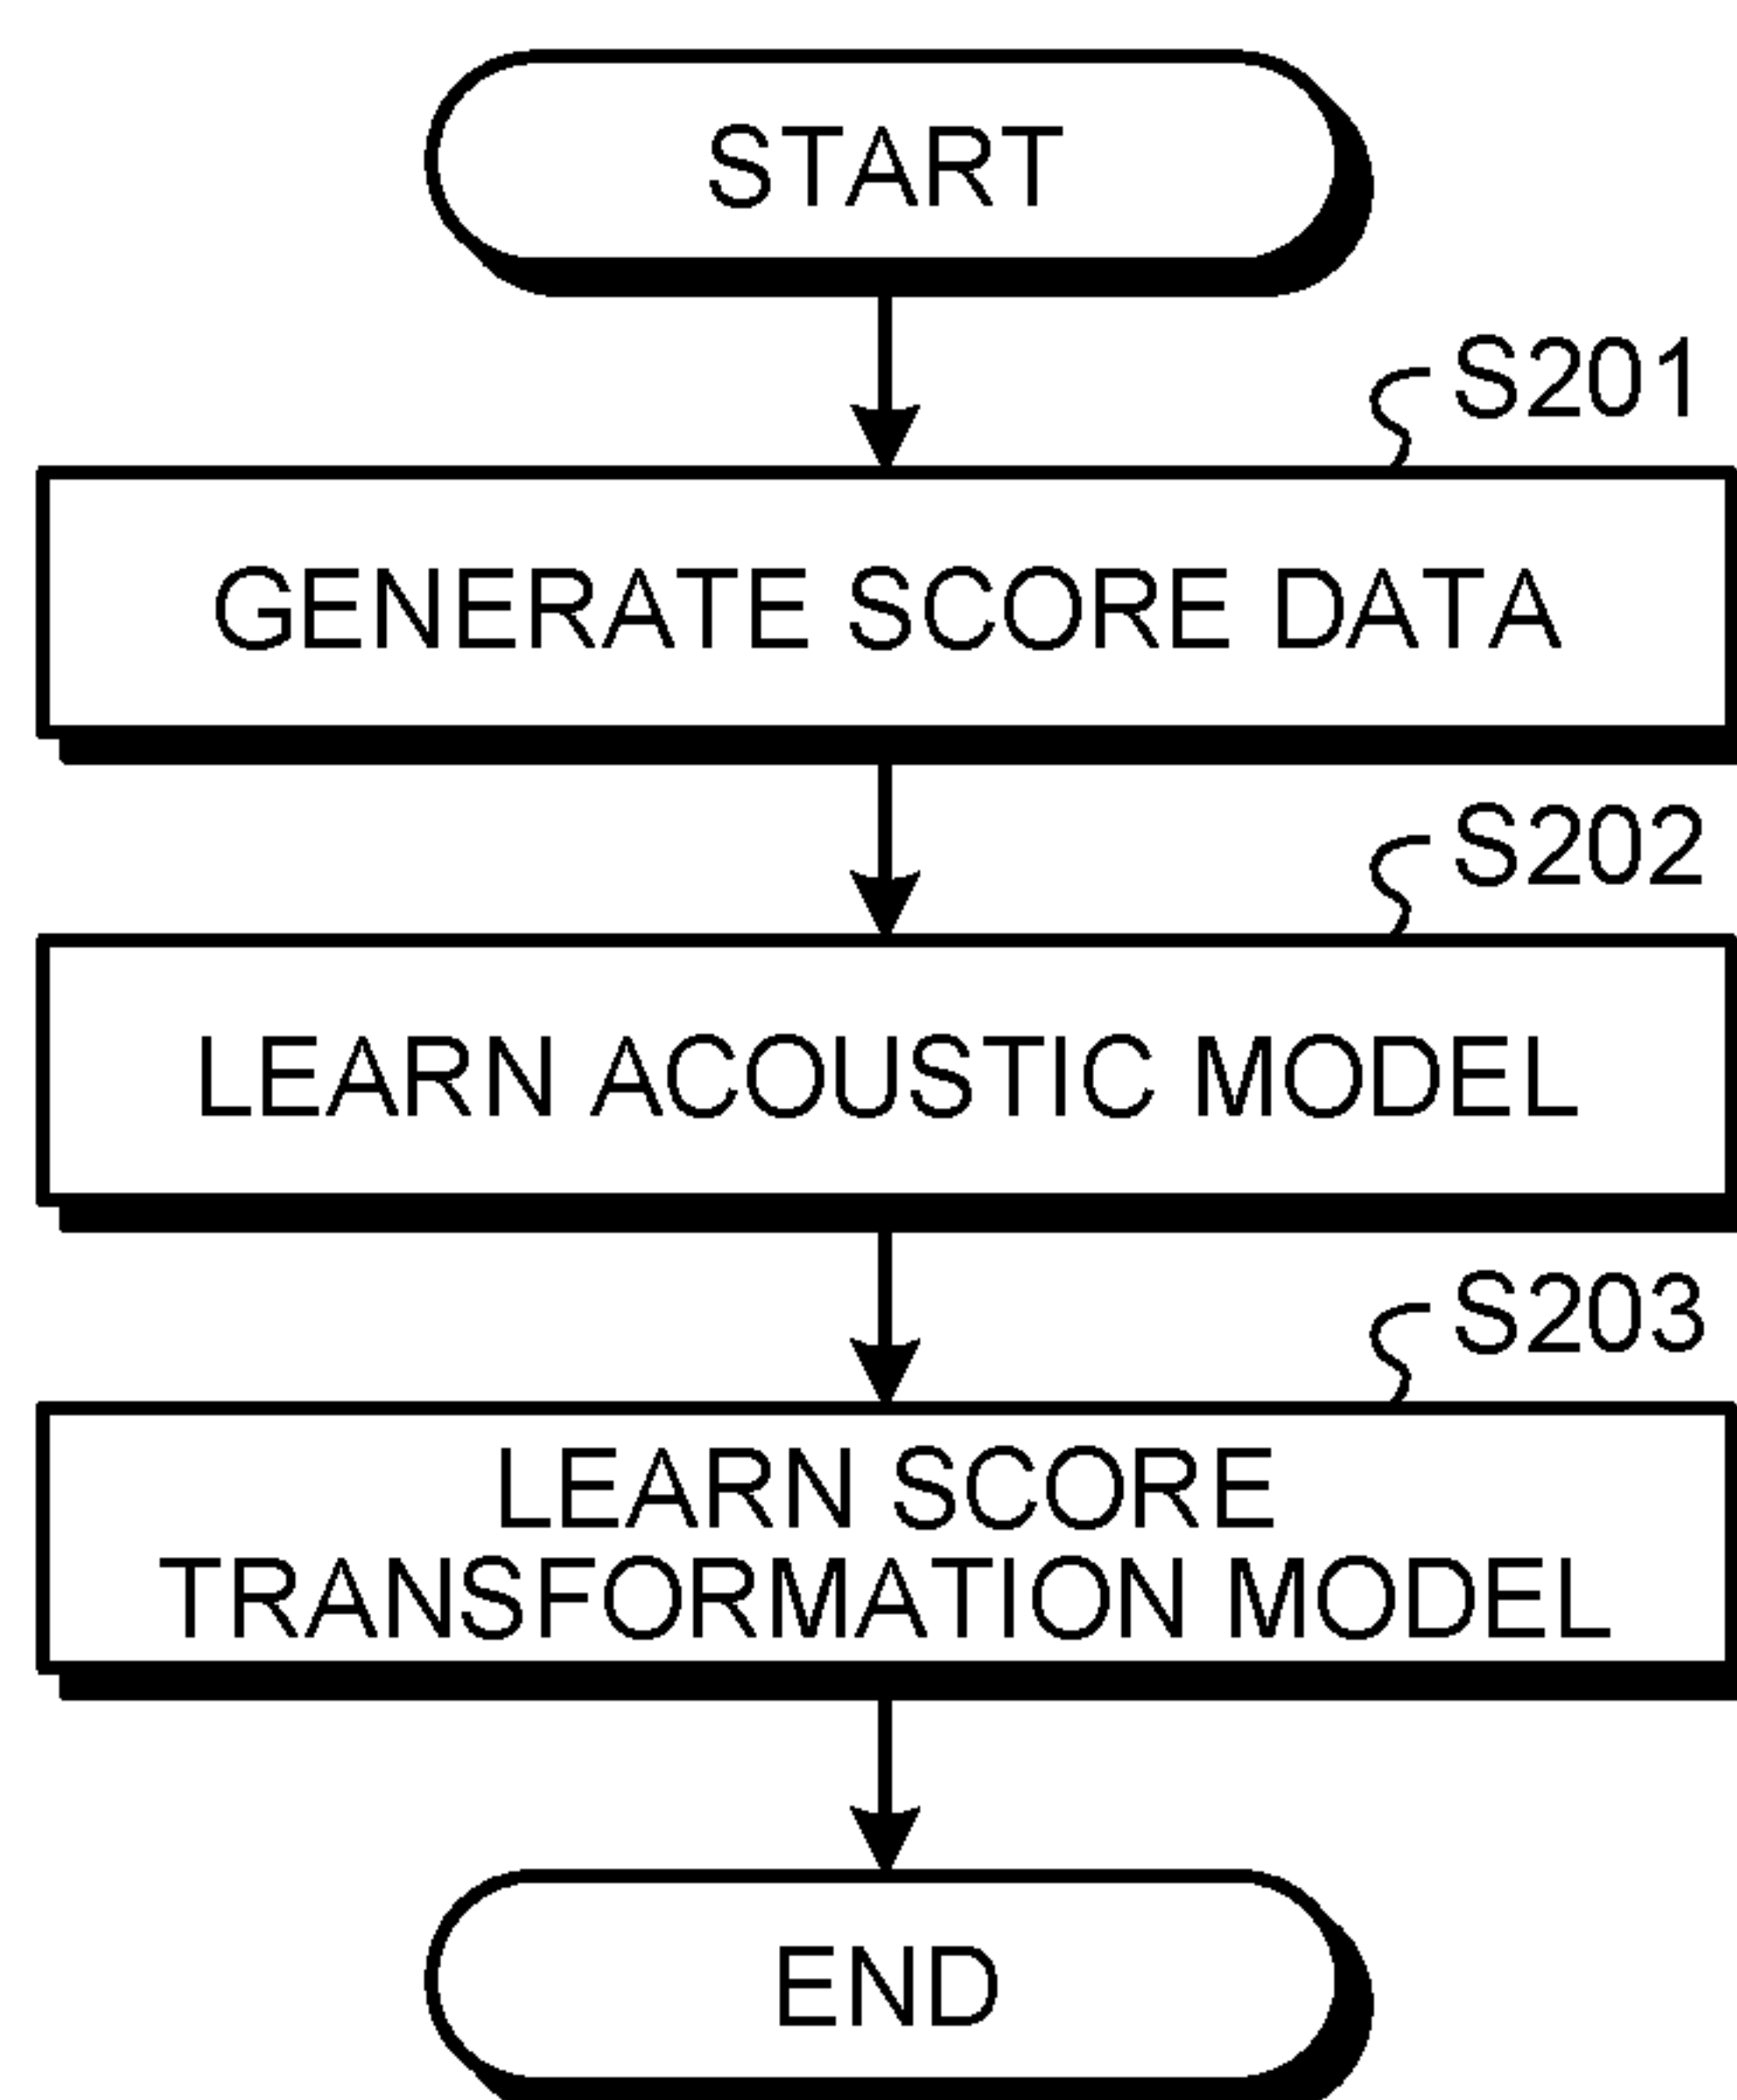 START
S201
GENERATE SCORE DATA
S202
LEARN ACOUSTIC MODEL
S203
LEARN SCORE
TRANSFORMATION MODEL
END